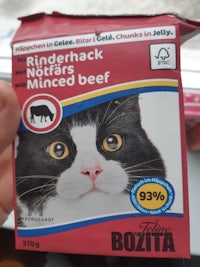 Häppchen in Gelee. Bitar i Gelé. Chunks in Jelly.
FSC
Rinderhack
Nötfärs
Minced beef
93%
Feline
BOZITA
370g